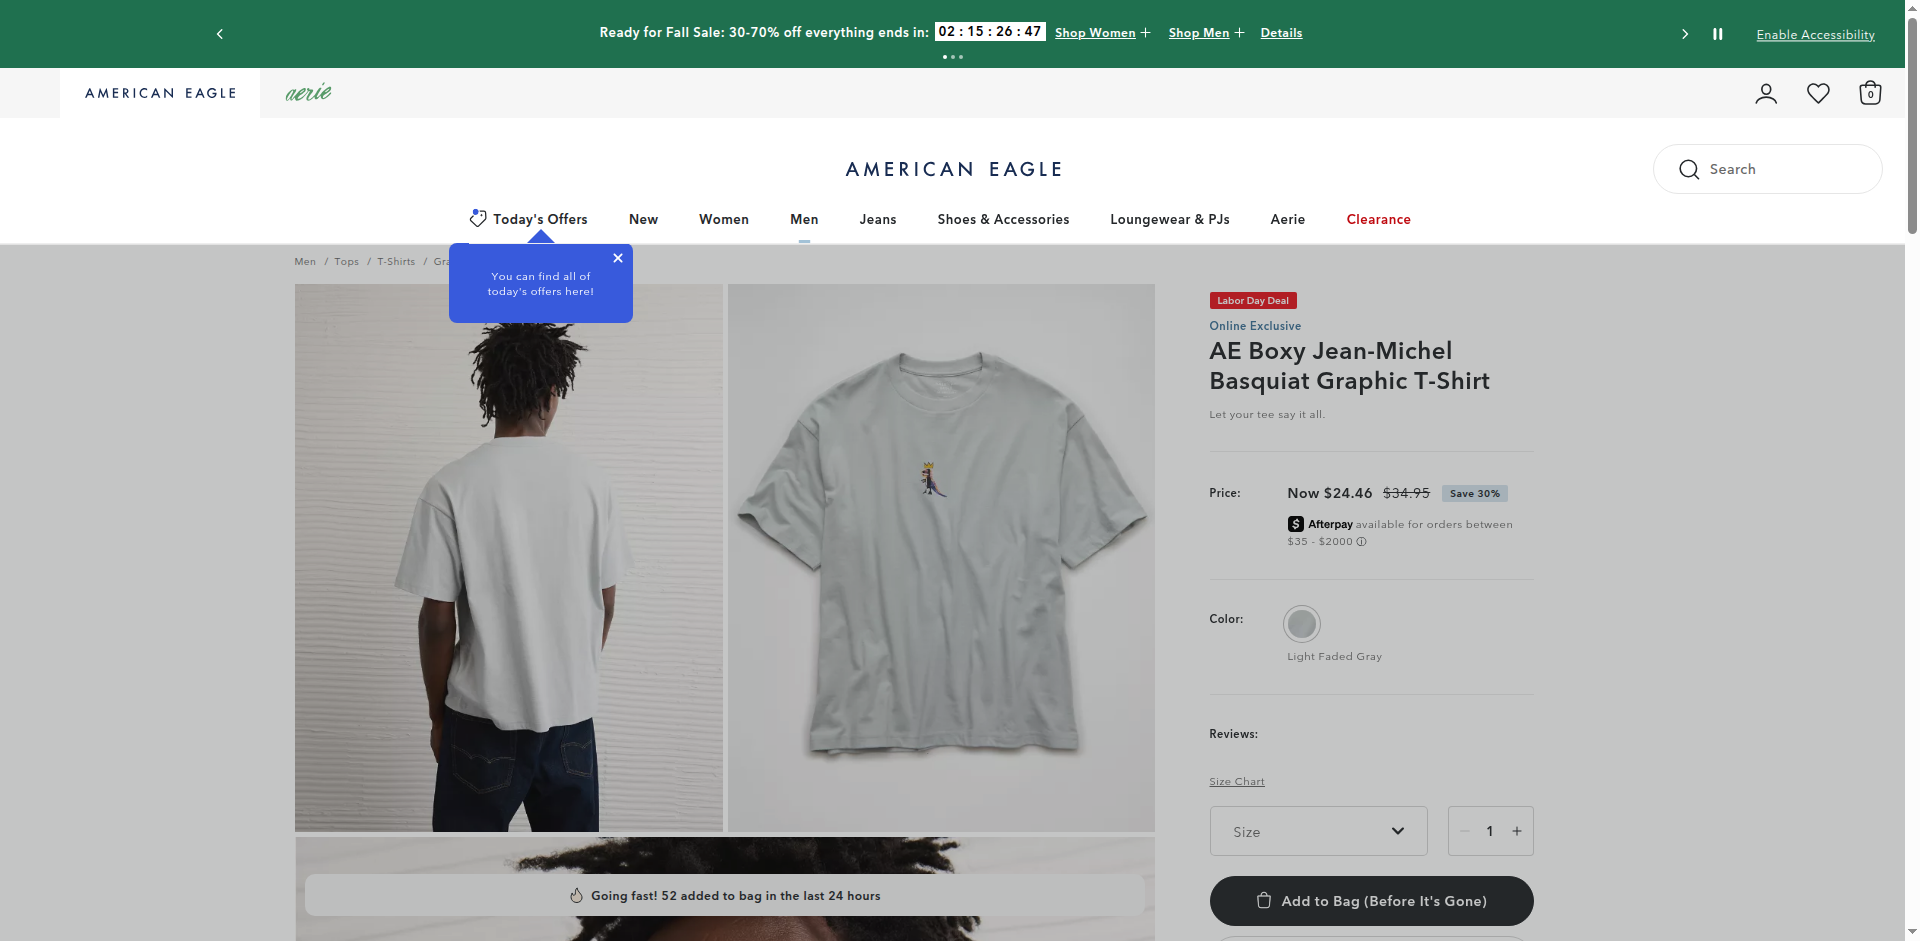 Ready for Fall Sale: 30-70% off everything ends in: 02 : 15 : 26 : 47 Shop Women + Shop Men + Details
Enable Accessibility
AMERICAN EAGLE
aerie
0
AMERICAN EAGLE
Search
Today's Offers New Women Men Jeans Shoes & Accessories Loungewear & PJs Aerie Clearance
Men / Tops / T-Shirts / Gra
You can find all of
today's offers here!
Labor Day Deal
Online Exclusive
AE Boxy Jean-Michel
Basquiat Graphic T-Shirt
Let your tee say it all.
Price: Now $24.46 $34.95 Save 30%
Afterpay available for orders between
$35 - $2000
Color:
Light Faded Gray
Reviews:
Size Chart
Size
1 +
Going fast! 52 added to bag in the last 24 hours
Add to Bag (Before It's Gone)